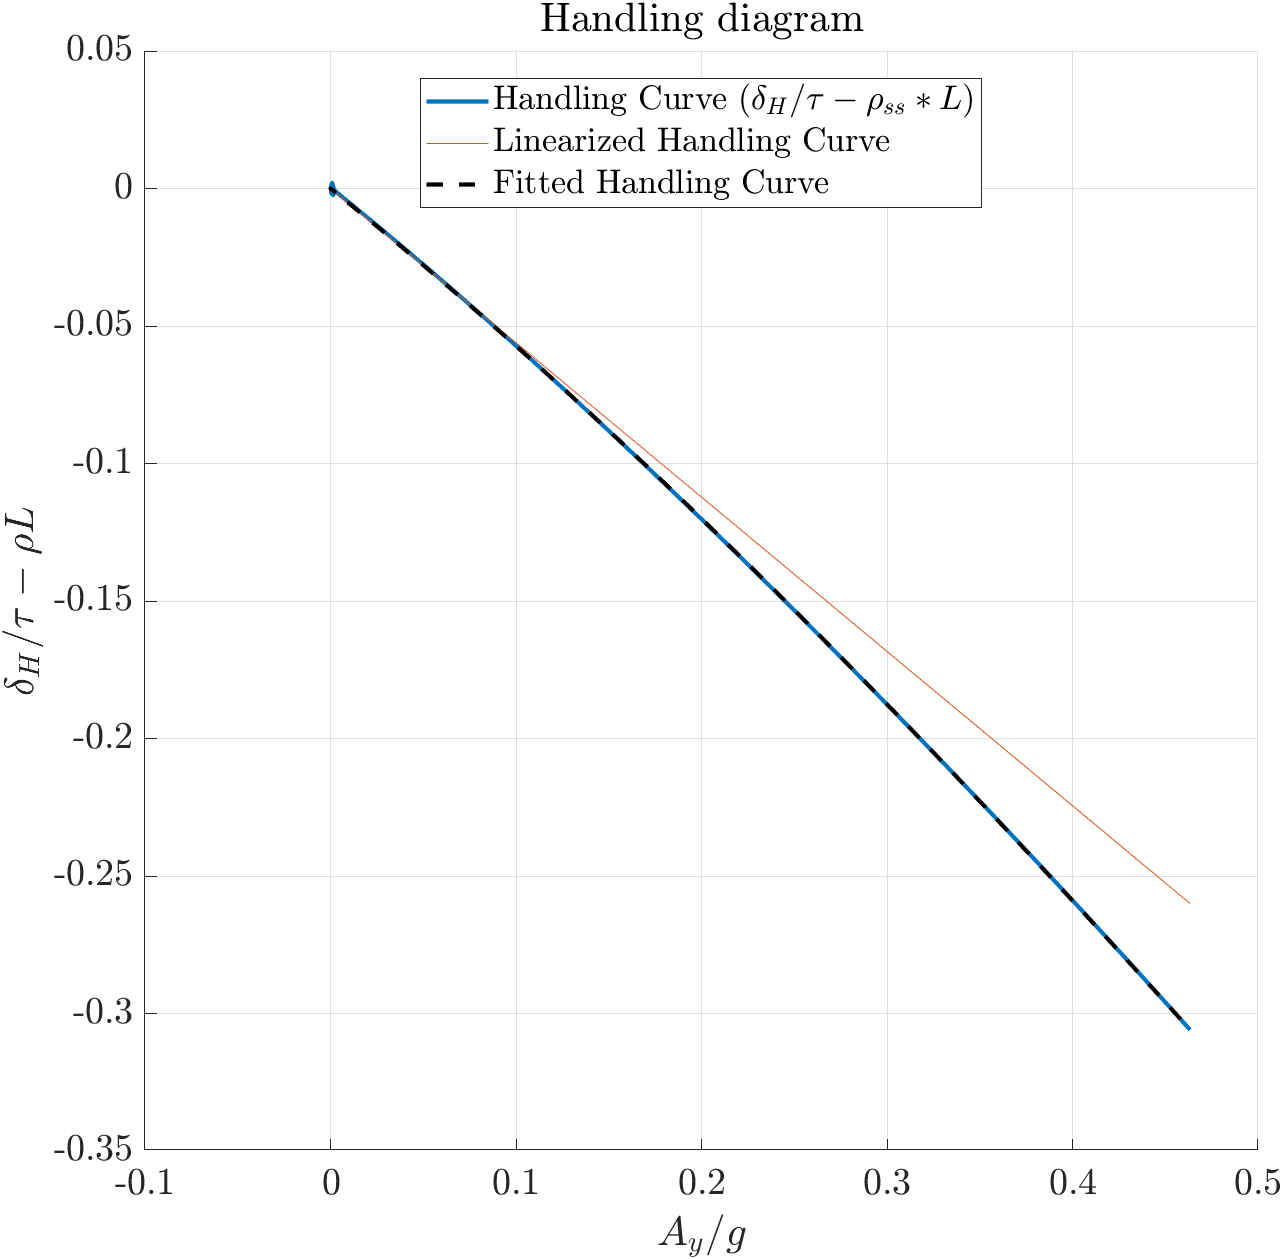 Handling diagram
0.05
0
-0.05
-0.1
-0.15
-0.2
-0.25
-0.3
-0.35
δ_H/τ − ρL
Handling Curve (δ_H/τ − ρ_ss ∗ L)
Linearized Handling Curve
Fitted Handling Curve
-0.1 0 0.1 0.2 0.3 0.4 0.5
A_y/g